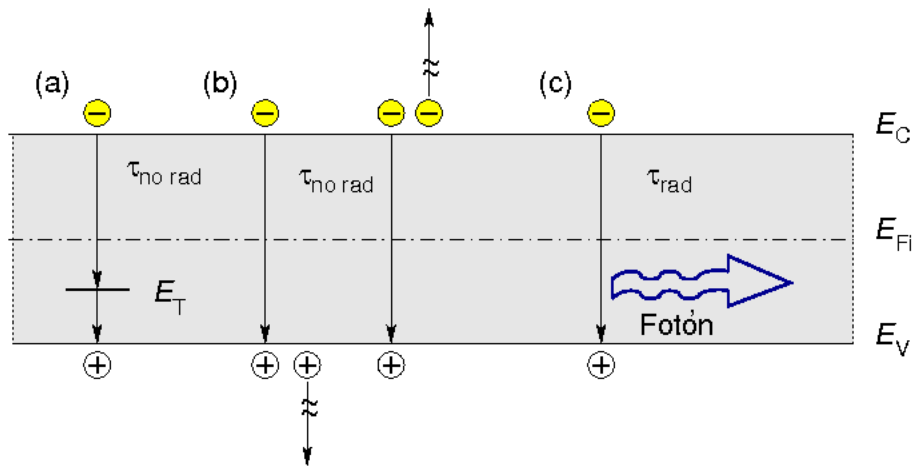 (a)
(b)
(c)
E_C
τ_no rad
τ_no rad
τ_rad
E_Fi
E_T
Fotón
E_V